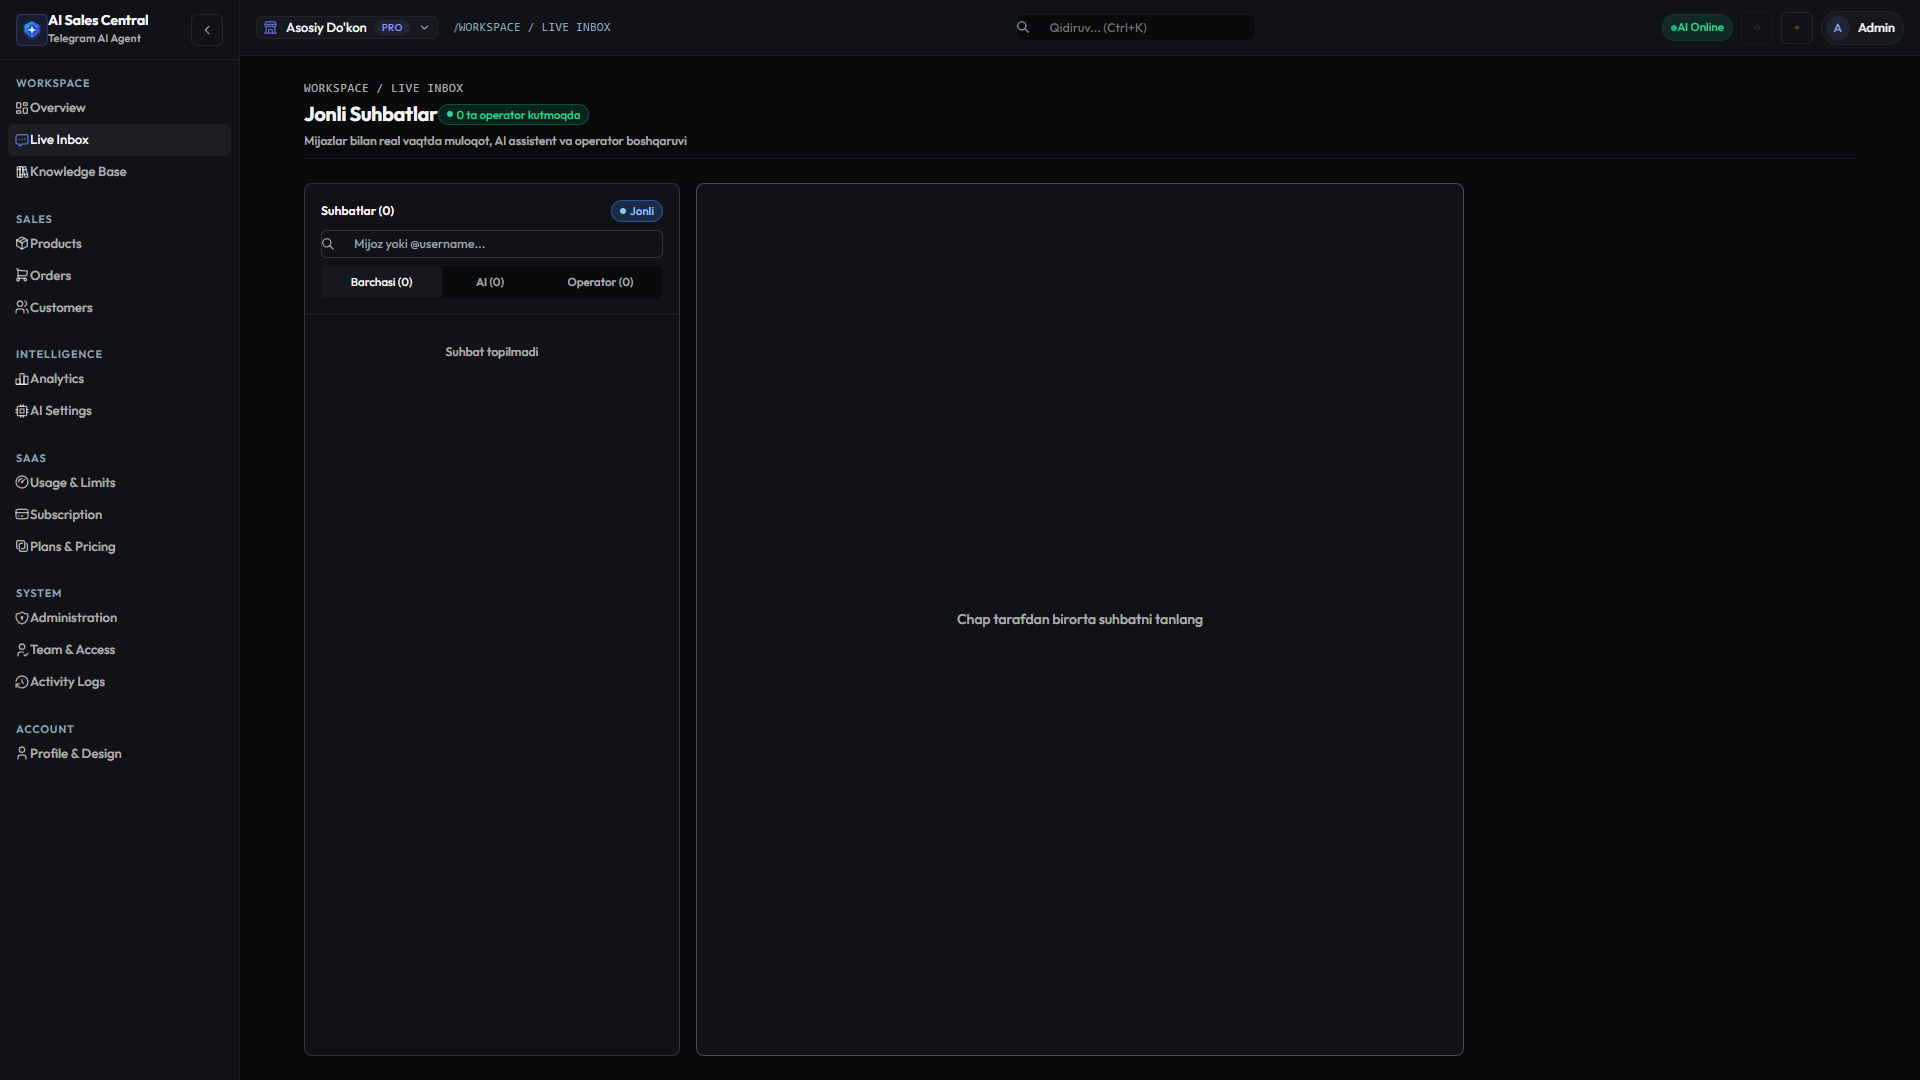 AI Sales Central
Telegram AI Agent
WORKSPACE
Overview
Live Inbox
Knowledge Base
SALES
Products
Orders
Customers
INTELLIGENCE
Analytics
AI Settings
SAAS
Usage & Limits
Subscription
Plans & Pricing
SYSTEM
Administration
Team & Access
Activity Logs
ACCOUNT
Profile & Design
Asosiy Do'kon PRO
/WORKSPACE / LIVE INBOX
Qidiruv... (Ctrl+K)
AI Online
A Admin
WORKSPACE / LIVE INBOX
Jonli Suhbatlar 0 ta operator kutmoqda
Mijozlar bilan real vaqtda muloqot, AI assistent va operator boshqaruvi
Suhbatlar (0) Jonli
Mijoz yoki @username...
Barchasi (0) AI (0) Operator (0)
Suhbat topilmadi
Chap tarafdan birorta suhbatni tanlang